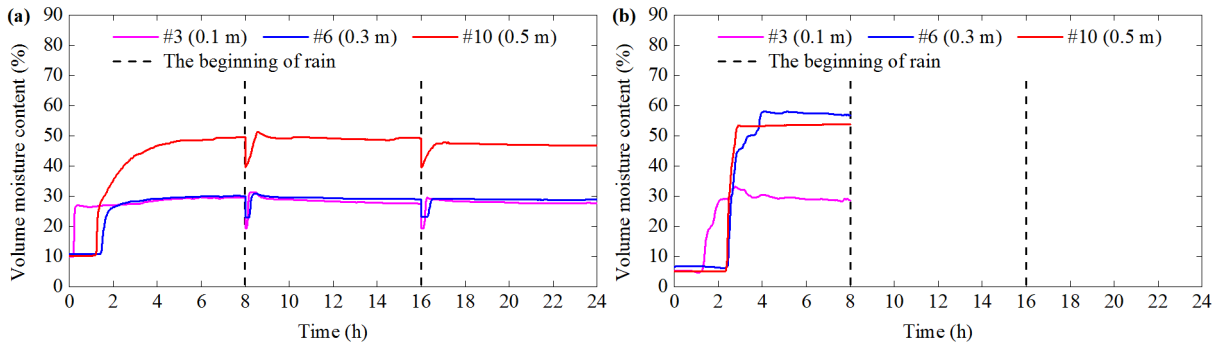 (a)
Volume moisture content (%)
90
80
70
60
50
40
30
20
10
0
#3 (0.1 m) #6 (0.3 m) #10 (0.5 m)
The beginning of rain
0 2 4 6 8 10 12 14 16 18 20 22 24
Time (h)
(b)
Volume moisture content (%)
90
80
70
60
50
40
30
20
10
0
#3 (0.1 m) #6 (0.3 m) #10 (0.5 m)
The beginning of rain
0 2 4 6 8 10 12 14 16 18 20 22 24
Time (h)